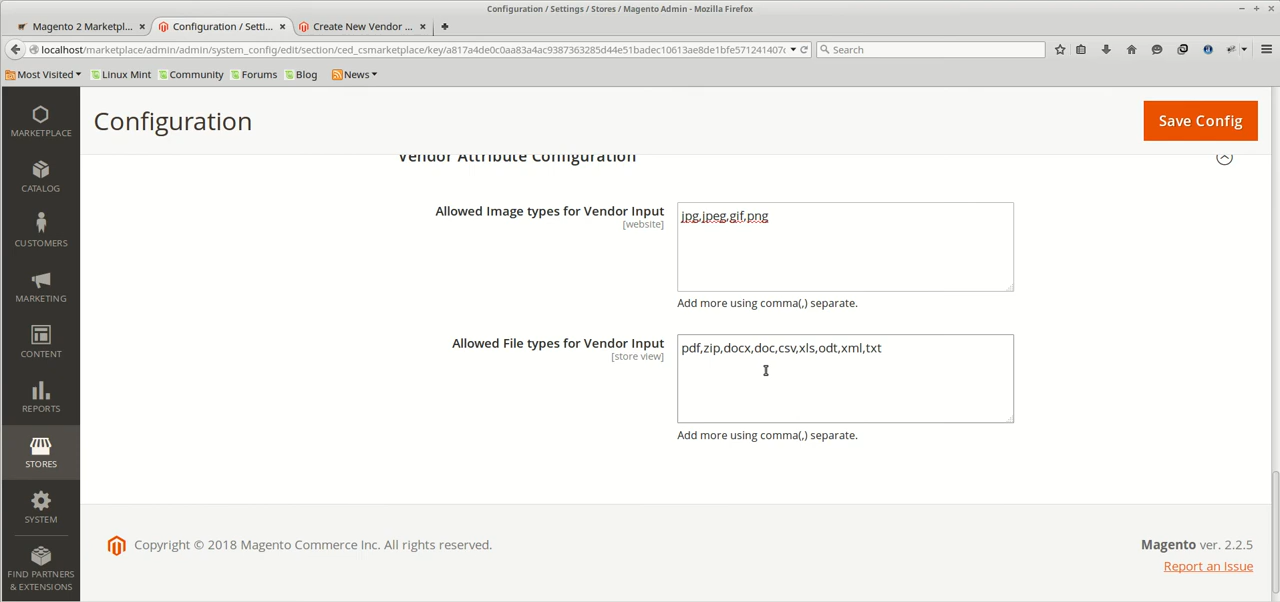 Configuration / Settings / Stores / Magento Admin - Mozilla Firefox
Magento 2 Marketpl...
Configuration / Setti...
Create New Vendor ...
localhost/marketplace/admin/admin/system_config/edit/section/ced_csmarketplace/key/
Search
Most Visited
Linux Mint
Community
Forums
Blog
News
MARKETPLACE
CATALOG
CUSTOMERS
MARKETING
CONTENT
REPORTS
STORES
SYSTEM
FIND PARTNERS
& EXTENSIONS
Configuration
Save Config
Vendor Attribute Configuration
Allowed Image types for Vendor Input
[website]
jpg,jpeg,gif,png
Add more using comma(,) separate.
Allowed File types for Vendor Input
[store view]
pdf,zip,docx,doc,csv,xls,odt,xml,txt
Add more using comma(,) separate.
Copyright © 2018 Magento Commerce Inc. All rights reserved.
Magento ver. 2.2.5
Report an Issue